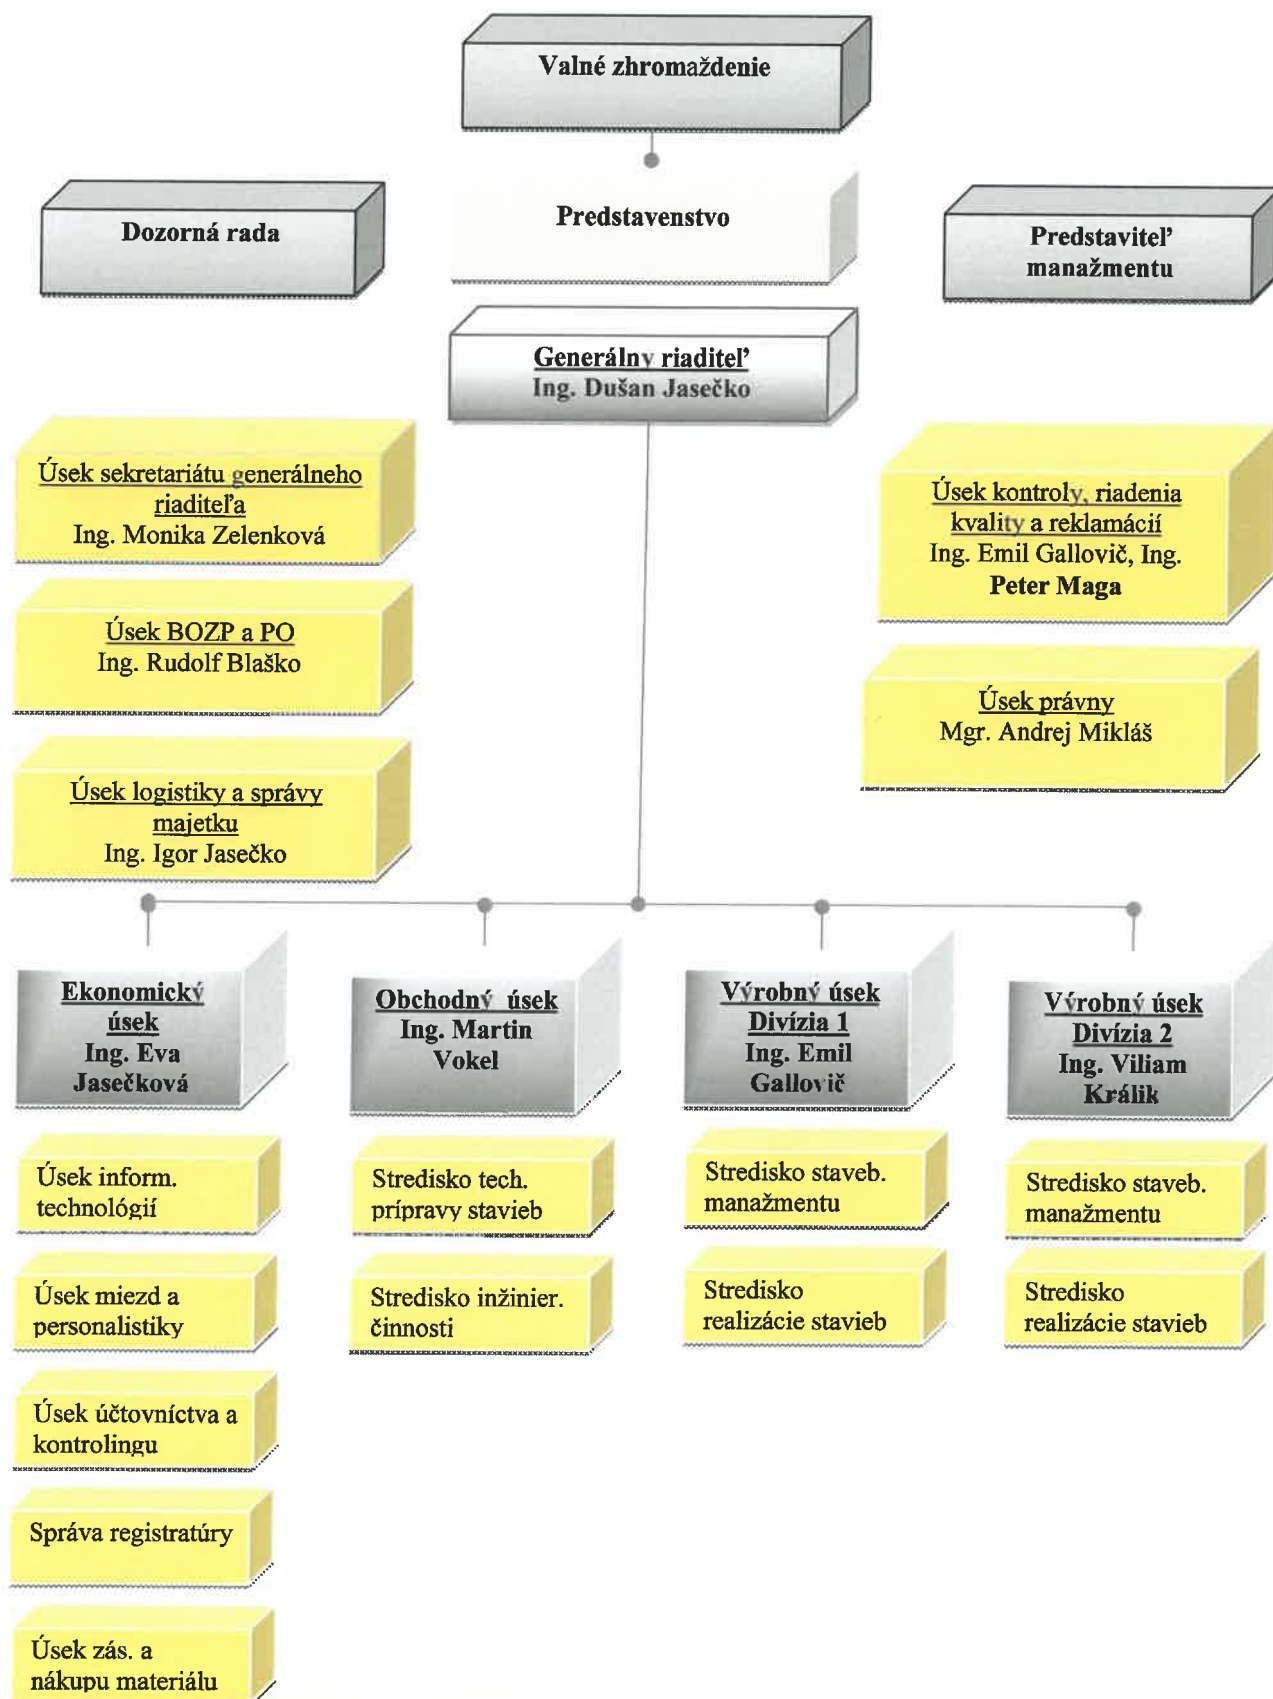 Valné zhromaždenie
Dozorná rada
Predstavenstvo
Predstaviteľ
manažmentu
Generálny riaditeľ
Ing. Dušan Jasečko
Úsek sekretariátu generálneho
riaditeľa
Ing. Monika Zelenková
Úsek kontroly, riadenia
kvality a reklamácií
Ing. Emil Gallovič, Ing.
Peter Maga
Úsek BOZP a PO
Ing. Rudolf Blaško
Úsek právny
Mgr. Andrej Mikláš
Úsek logistiky a správy
majetku
Ing. Igor Jasečko
Ekonomický
úsek
Ing. Eva
Jasečková
Obchodný úsek
Ing. Martin
Vokel
Výrobný úsek
Divízia 1
Ing. Emil
Gallovič
Výrobný úsek
Divízia 2
Ing. Viliam
Králik
Úsek inform.
technológií
Stredisko tech.
prípravy stavieb
Stredisko staveb.
manažmentu
Stredisko staveb.
manažmentu
Úsek miezd a
personalistiky
Stredisko inžinier.
činnosti
Stredisko
realizácie stavieb
Stredisko
realizácie stavieb
Úsek účtovníctva a
kontrolingu
Správa registratúry
Úsek zás. a
nákupu materiálu